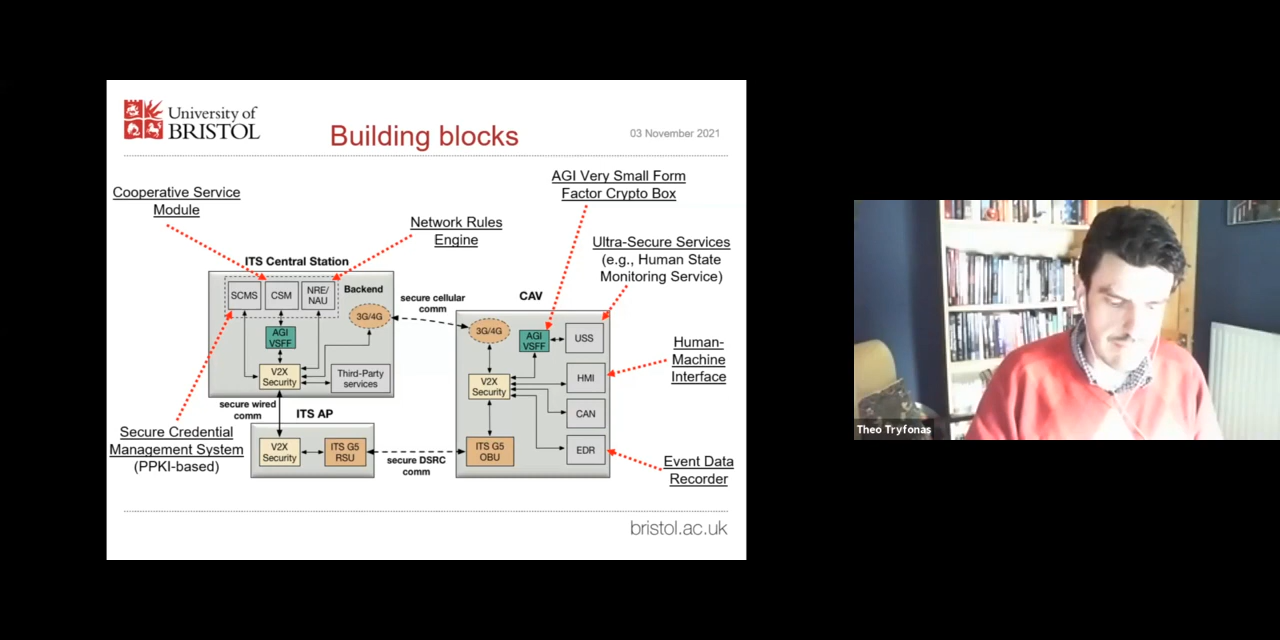 University of
BRISTOL
Building blocks
03 November 2021
Cooperative Service
Module
Network Rules
Engine
AGI Very Small Form
Factor Crypto Box
Ultra-Secure Services
(e.g., Human State
Monitoring Service)
ITS Central Station
SCMS
CSM
NRE/
NAU
Backend
3G/4G
AGI
VSFF
V2X
Security
Third-Party
services
secure cellular
comm
CAV
3G/4G
AGI
VSFF
USS
V2X
Security
HMI
CAN
EDR
ITS G5
OBU
Human-
Machine
Interface
secure wired
comm
ITS AP
V2X
Security
ITS G5
RSU
secure DSRC
comm
Secure Credential
Management System
(PPKI-based)
Event Data
Recorder
bristol.ac.uk
Theo Tryfonas